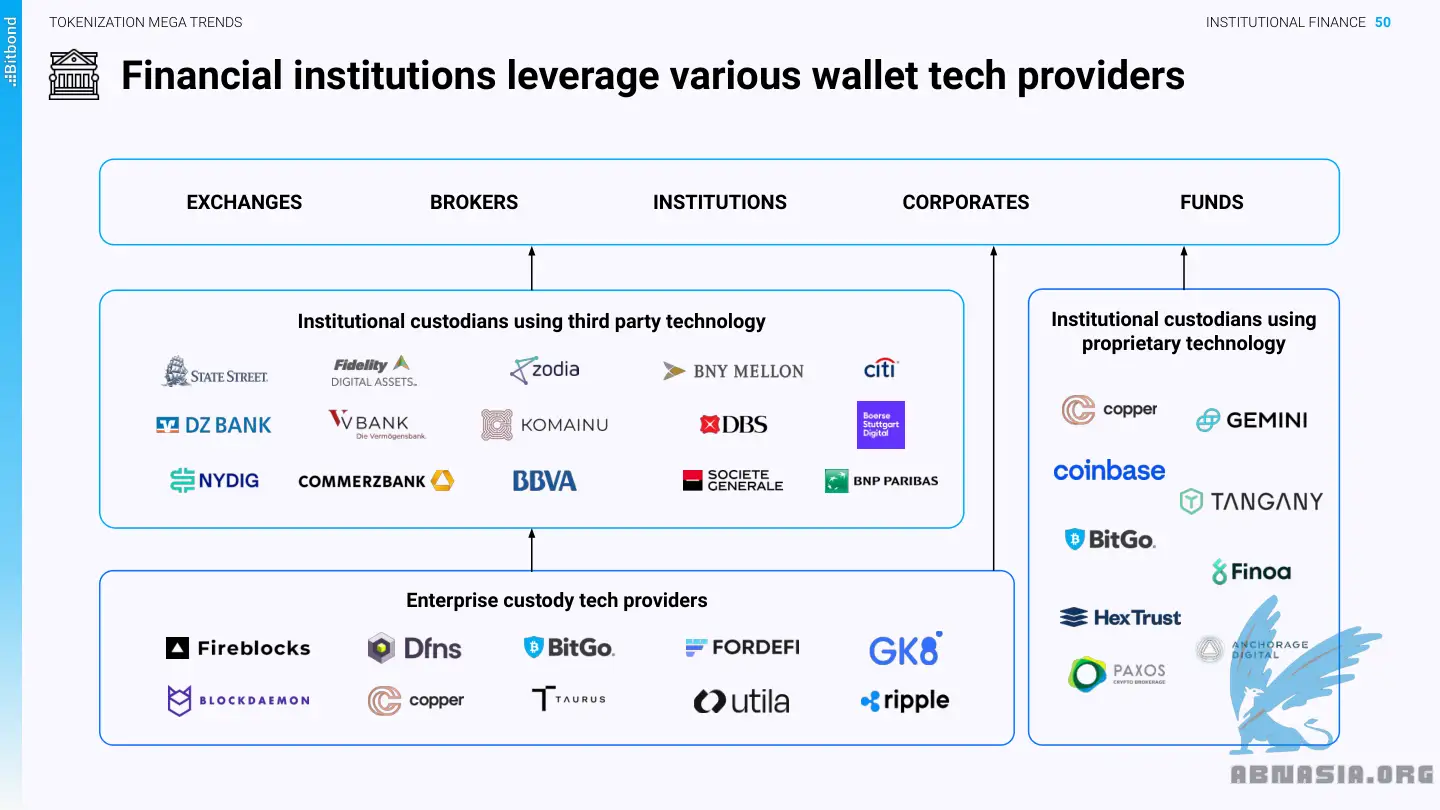 TOKENIZATION MEGA TRENDS
INSTITUTIONAL FINANCE 50
Bitbond
Financial institutions leverage various wallet tech providers
EXCHANGES BROKERS INSTITUTIONS CORPORATES FUNDS
Institutional custodians using third party technology
STATE STREET.
Fidelity
DIGITAL ASSETS℠
zodia
BNY MELLON
citi
DZ BANK
VBANK
Die Vermögensbank.
KOMAINU
DBS
Boerse
Stuttgart
Digital
NYDIG
COMMERZBANK
BBVA
SOCIETE
GENERALE
BNP PARIBAS
Institutional custodians using
proprietary technology
copper
GEMINI
coinbase
TANGANY
BitGo.
Finoa
HexTrust
ANCHORAGE
DIGITAL
PAXOS
CRYPTO BROKERAGE
Enterprise custody tech providers
Fireblocks
Dfns
BitGo.
FORDEFI
GK8
BLOCKDAEMON
copper
TAURUS
utila
ripple
ABNASIA.ORG